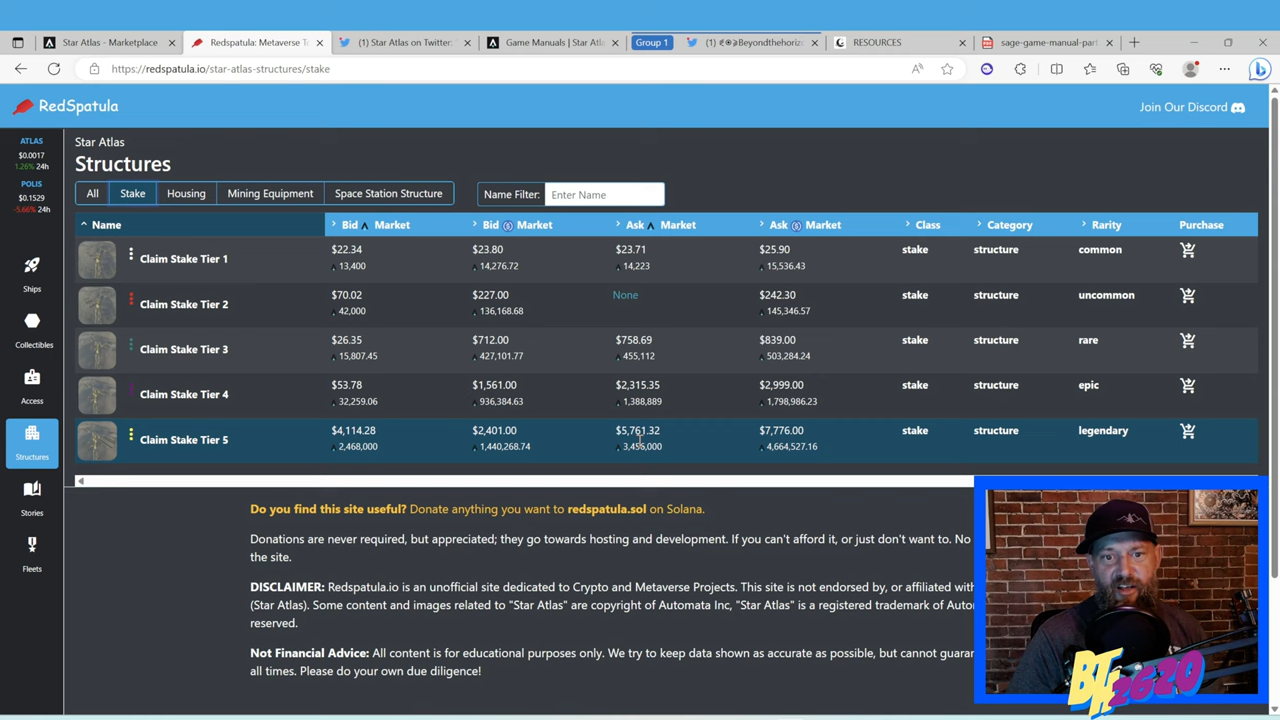 Star Atlas - Marketplace
Redspatula: Metaverse T
(1) Star Atlas on Twitter:
Game Manuals | Star Atl
Group 1
RESOURCES
sage-game-manual-part
https://redspatula.io/star-atlas-structures/stake
RedSpatula
Join Our Discord
ATLAS
$0.0017
1.26% 24h
POLIS
$0.1529
-5.66% 24h
Ships
Collectibles
Access
Structures
Stories
Fleets
Star Atlas
Structures
All Stake Housing Mining Equipment Space Station Structure Name Filter: Enter Name
Name Bid Market Bid Market Ask Market Ask Market Class Category Rarity Purchase
Claim Stake Tier 1 $22.34 $23.80 $23.71 $25.90 stake structure common
13,400 14,276.72 14,223 15,536.43
Claim Stake Tier 2 $70.02 $227.00 None $242.30 stake structure uncommon
42,000 136,168.68 145,346.57
Claim Stake Tier 3 $26.35 $712.00 $758.69 $839.00 stake structure rare
15,807.45 427,101.77 455,112 503,284.24
Claim Stake Tier 4 $53.78 $1,561.00 $2,315.35 $2,999.00 stake structure epic
32,259.06 936,384.63 1,388,889 1,798,986.23
Claim Stake Tier 5 $4,114.28 $2,401.00 $5,761.32 $7,776.00 stake structure legendary
2,468,000 1,440,268.74 3,456,000 4,664,527.16
Do you find this site useful? Donate anything you want to redspatula.sol on Solana.
Donations are never required, but appreciated; they go towards hosting and development. If you can't afford it, or just don't want to. No
the site.
DISCLAIMER: Redspatula.io is an unofficial site dedicated to Crypto and Metaverse Projects. This site is not endorsed by, or affiliated with
(Star Atlas). Some content and images related to "Star Atlas" are copyright of Automata Inc, "Star Atlas" is a registered trademark of Autom
reserved.
Not Financial Advice: All content is for educational purposes only. We try to keep data shown as accurate as possible, but cannot guaran
all times: Please do your own due diligence!
BTH2620